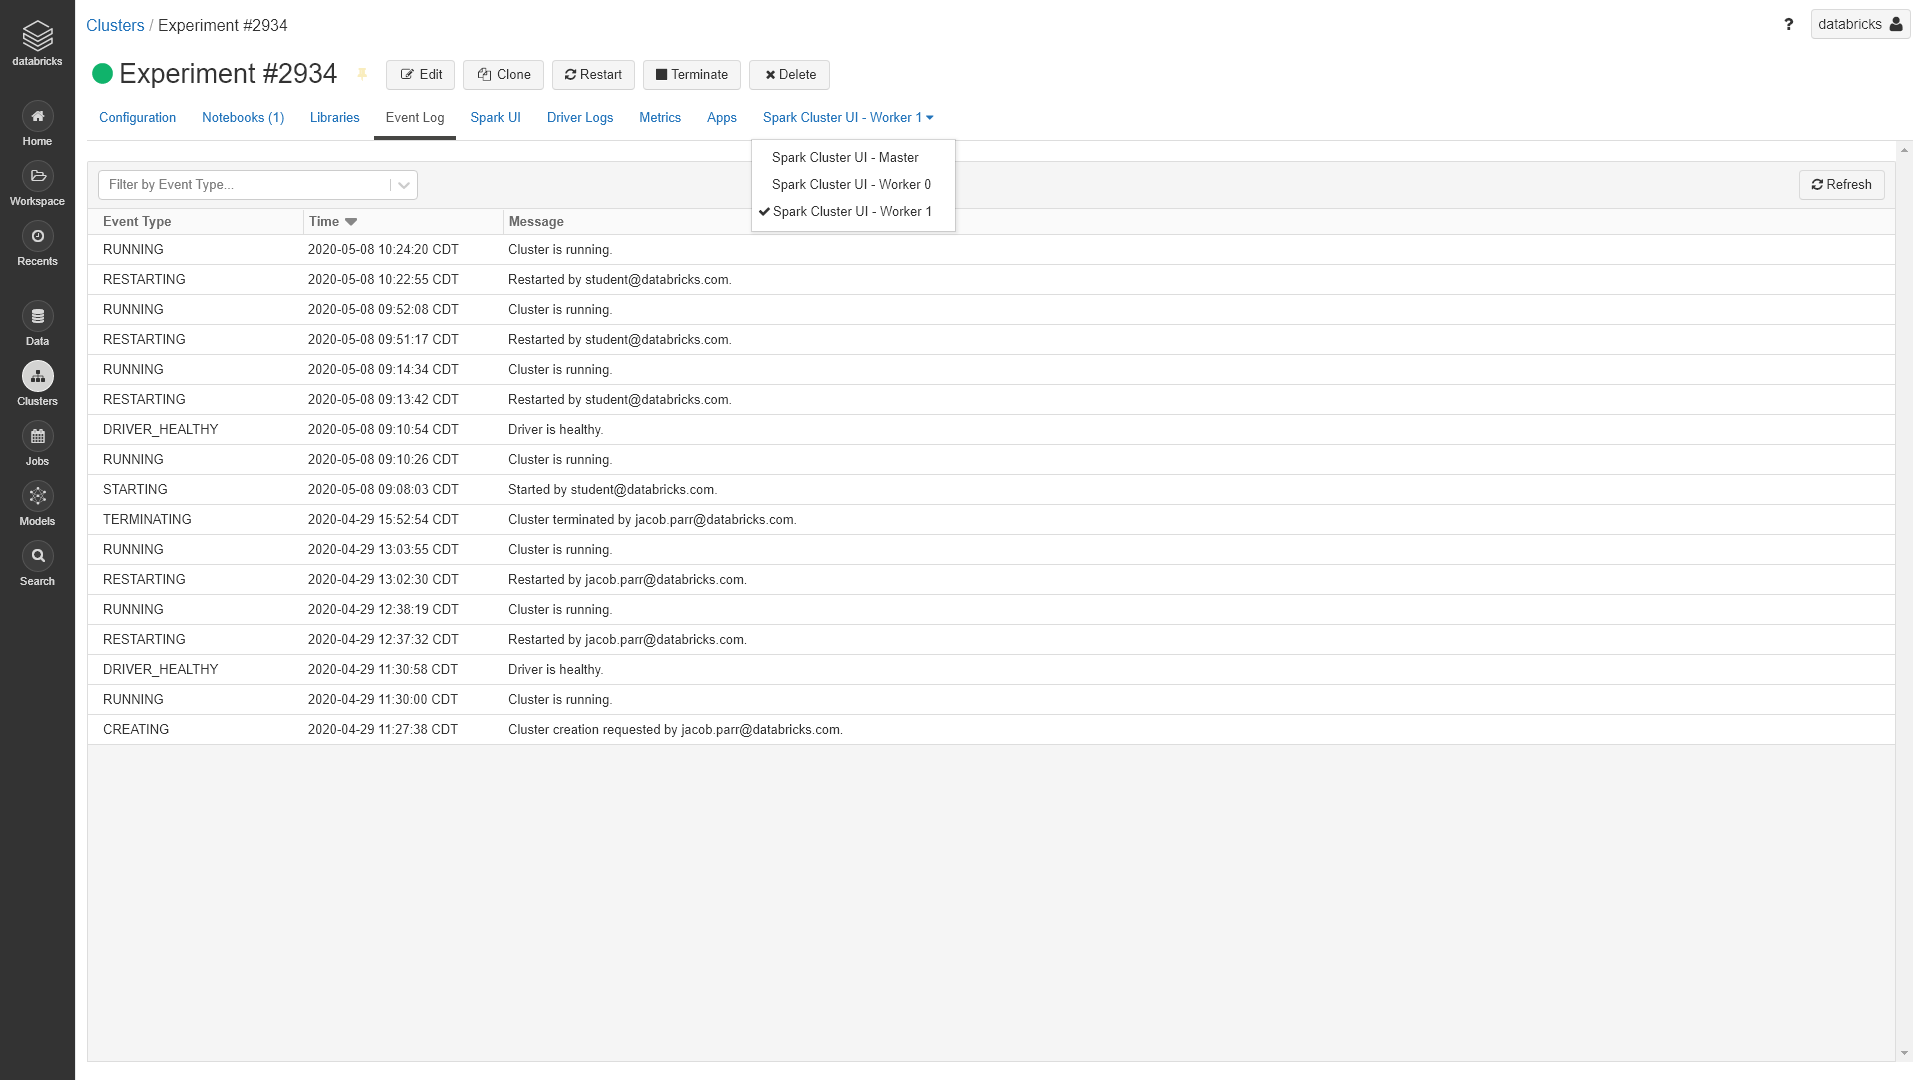 databricks
Home
Workspace
Recents
Data
Clusters
Jobs
Models
Search
Clusters / Experiment #2934
? databricks
Experiment #2934 Edit Clone Restart Terminate Delete
Configuration Notebooks (1) Libraries Event Log Spark UI Driver Logs Metrics Apps Spark Cluster UI - Worker 1
Spark Cluster UI - Master
Spark Cluster UI - Worker 0
Spark Cluster UI - Worker 1
Filter by Event Type... Refresh
Event Type Time Message
RUNNING 2020-05-08 10:24:20 CDT Cluster is running.
RESTARTING 2020-05-08 10:22:55 CDT Restarted by student@databricks.com.
RUNNING 2020-05-08 09:52:08 CDT Cluster is running.
RESTARTING 2020-05-08 09:51:17 CDT Restarted by student@databricks.com.
RUNNING 2020-05-08 09:14:34 CDT Cluster is running.
RESTARTING 2020-05-08 09:13:42 CDT Restarted by student@databricks.com.
DRIVER_HEALTHY 2020-05-08 09:10:54 CDT Driver is healthy.
RUNNING 2020-05-08 09:10:26 CDT Cluster is running.
STARTING 2020-05-08 09:08:03 CDT Started by student@databricks.com.
TERMINATING 2020-04-29 15:52:54 CDT Cluster terminated by jacob.parr@databricks.com.
RUNNING 2020-04-29 13:03:55 CDT Cluster is running.
RESTARTING 2020-04-29 13:02:30 CDT Restarted by jacob.parr@databricks.com.
RUNNING 2020-04-29 12:38:19 CDT Cluster is running.
RESTARTING 2020-04-29 12:37:32 CDT Restarted by jacob.parr@databricks.com.
DRIVER_HEALTHY 2020-04-29 11:30:58 CDT Driver is healthy.
RUNNING 2020-04-29 11:30:00 CDT Cluster is running.
CREATING 2020-04-29 11:27:38 CDT Cluster creation requested by jacob.parr@databricks.com.